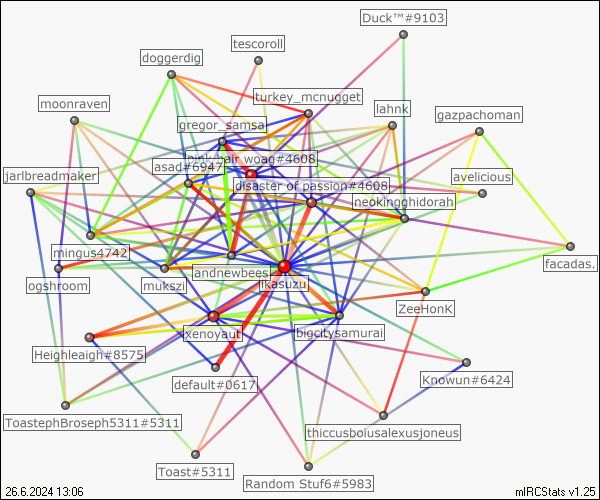 Duck™#9103
tescoroll
doggerdig
turkey_mcnugget
moonraven
lahnk
gazpachoman
gregor_samsa
pink hair woag#4608
asad#6947
jarlbreadmaker
avelicious
disaster of passion#4608
neokingghidorah
mingus4742
facadas.
andnewbees
ogshroom
mukszi
likasuzu
ZeeHonk
xenoyaut
bigcitysamurai
Heighleaigh#8575
default#0617
Knowun#6424
ToastephBroseph5311#5311
thiccusboiusalexusjoneus
Toast#5311
Random Stuf6#5983
26.6.2024 13:06
mIRCStats v1.25